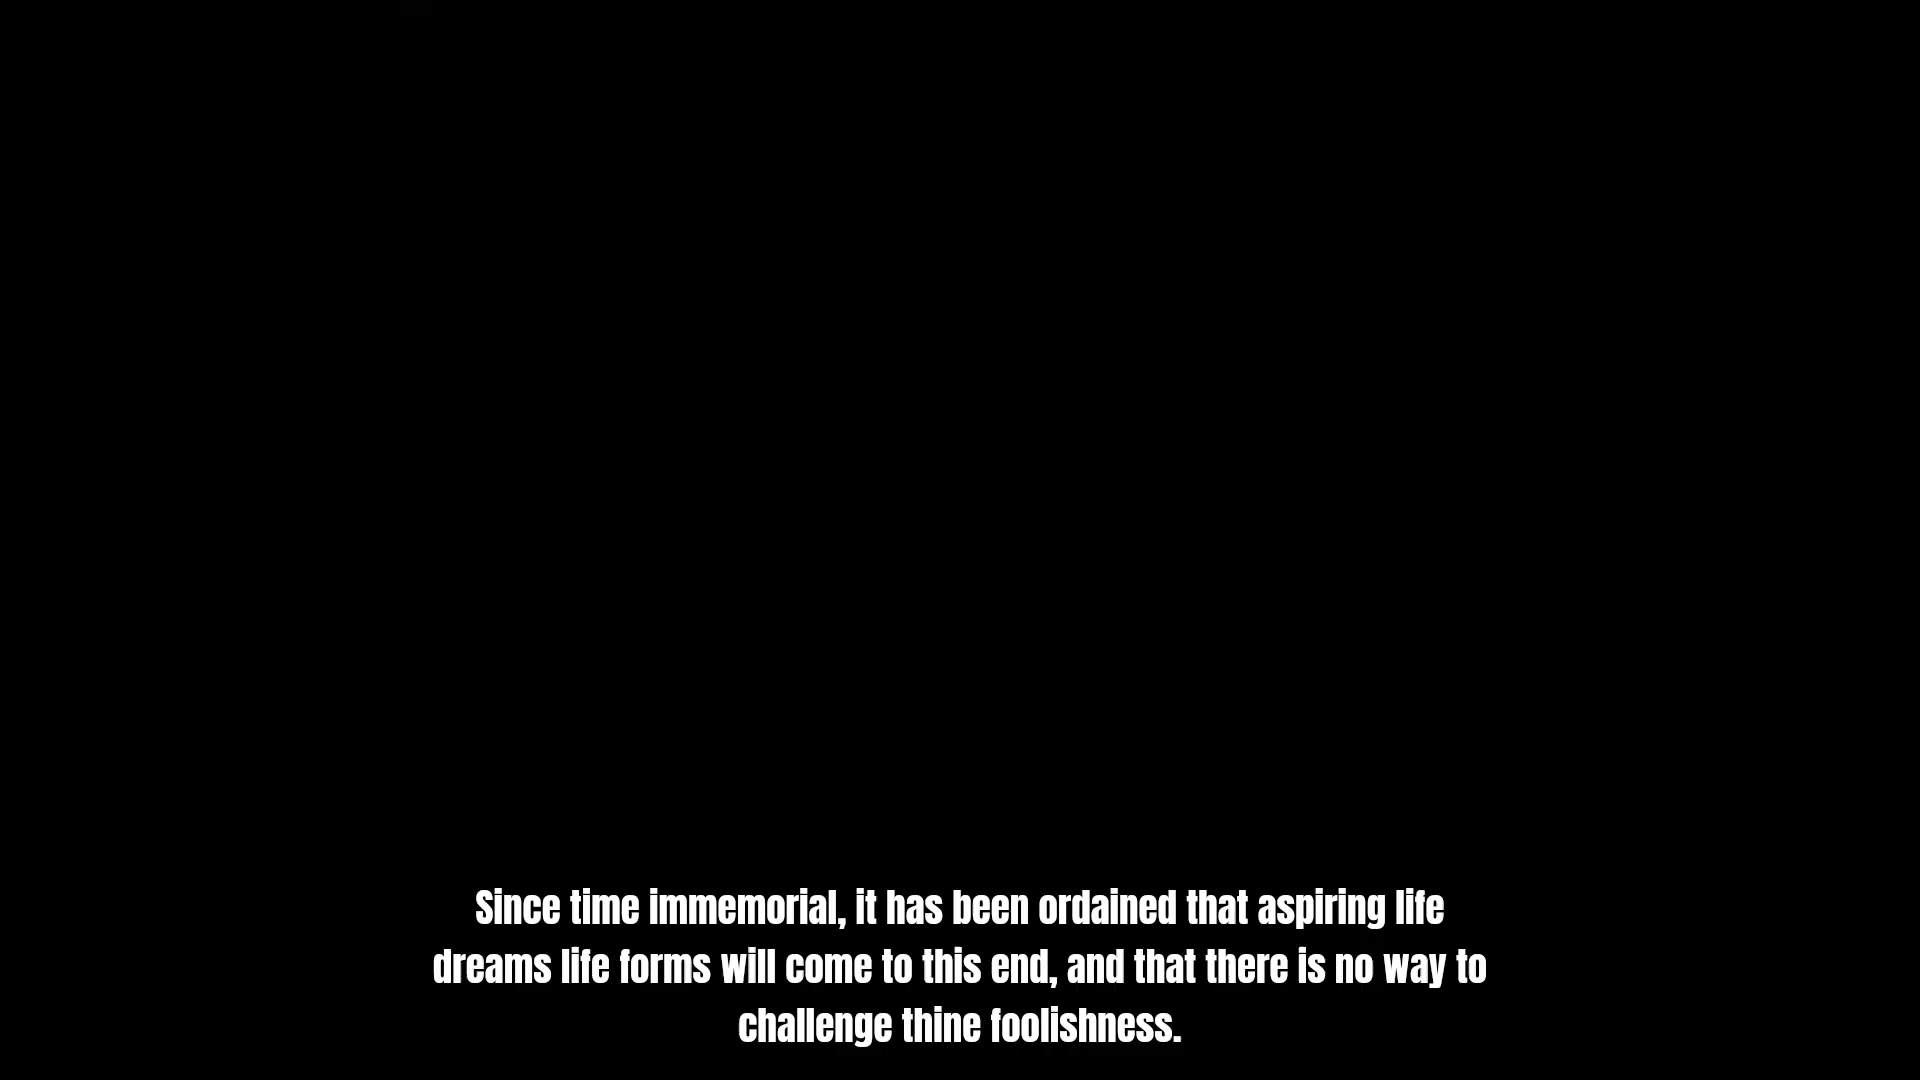 Since time immemorial, it has been ordained that aspiring life
dreams life forms will come to this end, and that there is no way to
challenge thine foolishness.